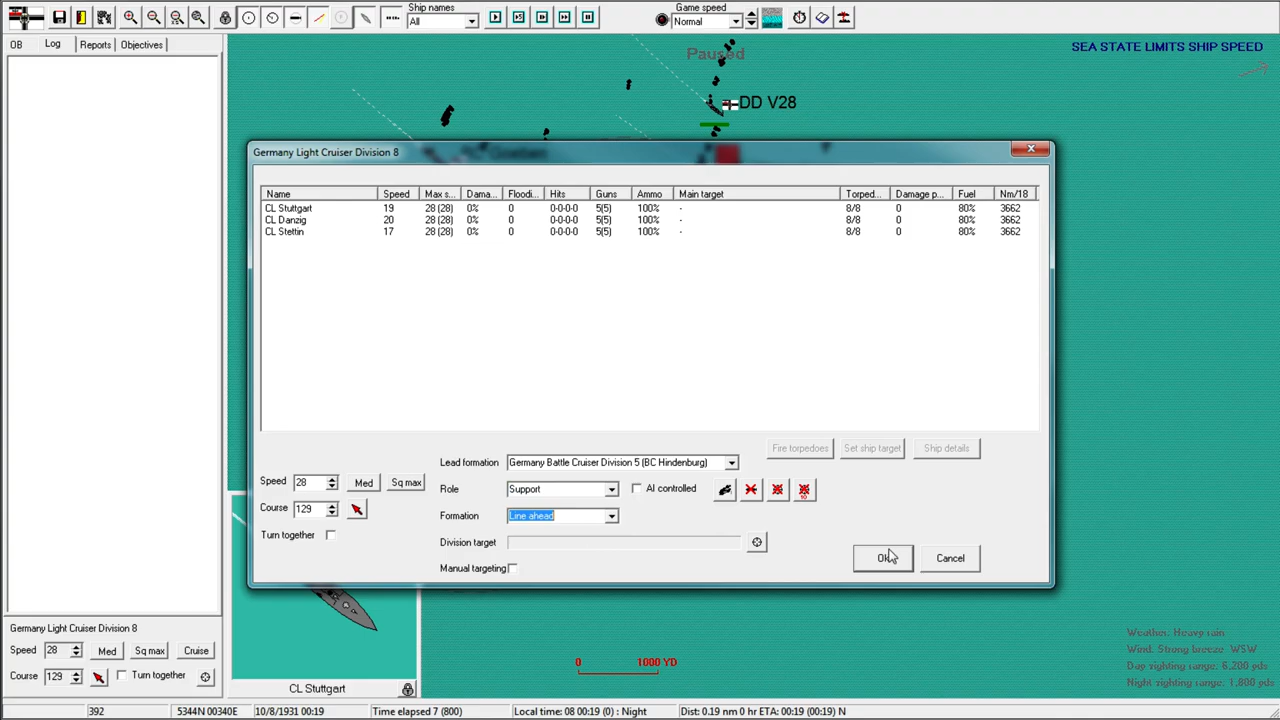 Ship names
All
Game speed
Normal
OB
Log
Reports
Objectives
Paused
SEA STATE LIMITS SHIP SPEED
DD V28
Germany Light Cruiser Division 8
Name Speed Max s... Dama... Floodi... Hits Guns Ammo Main target Torped... Damage p... Fuel Nm/18
CL Stuttgart 19 28 (28) 0% 0 0-0-0-0 5(5) 100% - 8/8 0 80% 3662
CL Danzig 20 28 (28) 0% 0 0-0-0-0 5(5) 100% - 8/8 0 80% 3662
CL Stettin 17 28 (28) 0% 0 0-0-0-0 5(5) 100% - 8/8 0 80% 3662
Fire torpedoes Set ship target Ship details
Lead formation Germany Battle Cruiser Division 5 (BC Hindenburg)
Speed 28 Med Sq max
Role Support AI controlled
Course 129
Formation Line ahead
Turn together
Division target
Manual targeting
Ok Cancel
Germany Light Cruiser Division 8
Speed 28 Med Sq max Cruise
Course 129 Turn together
CL Stuttgart
0 1000 YD
Weather: Heavy rain
Wind: Strong breeze WSW
Day sighting range: 6,200 yds
Night sighting range: 1,800 yds
392 5344N 00340E 10/8/1931 00:19 Time elapsed 7 (800) Local time: 08 00:19 (0) : Night Dist: 0.19 nm 0 hr ETA: 00:19 (00:19) N